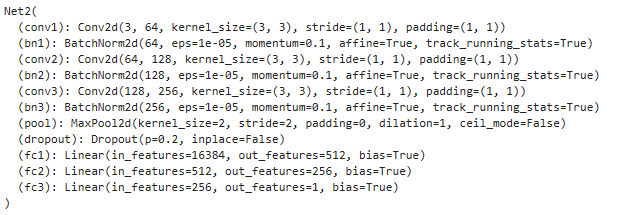 Net2(
  (conv1): Conv2d(3, 64, kernel_size=(3, 3), stride=(1, 1), padding=(1, 1))
  (bn1): BatchNorm2d(64, eps=1e-05, momentum=0.1, affine=True, track_running_stats=True)
  (conv2): Conv2d(64, 128, kernel_size=(3, 3), stride=(1, 1), padding=(1, 1))
  (bn2): BatchNorm2d(128, eps=1e-05, momentum=0.1, affine=True, track_running_stats=True)
  (conv3): Conv2d(128, 256, kernel_size=(3, 3), stride=(1, 1), padding=(1, 1))
  (bn3): BatchNorm2d(256, eps=1e-05, momentum=0.1, affine=True, track_running_stats=True)
  (pool): MaxPool2d(kernel_size=2, stride=2, padding=0, dilation=1, ceil_mode=False)
  (dropout): Dropout(p=0.2, inplace=False)
  (fc1): Linear(in_features=16384, out_features=512, bias=True)
  (fc2): Linear(in_features=512, out_features=256, bias=True)
  (fc3): Linear(in_features=256, out_features=1, bias=True)
)